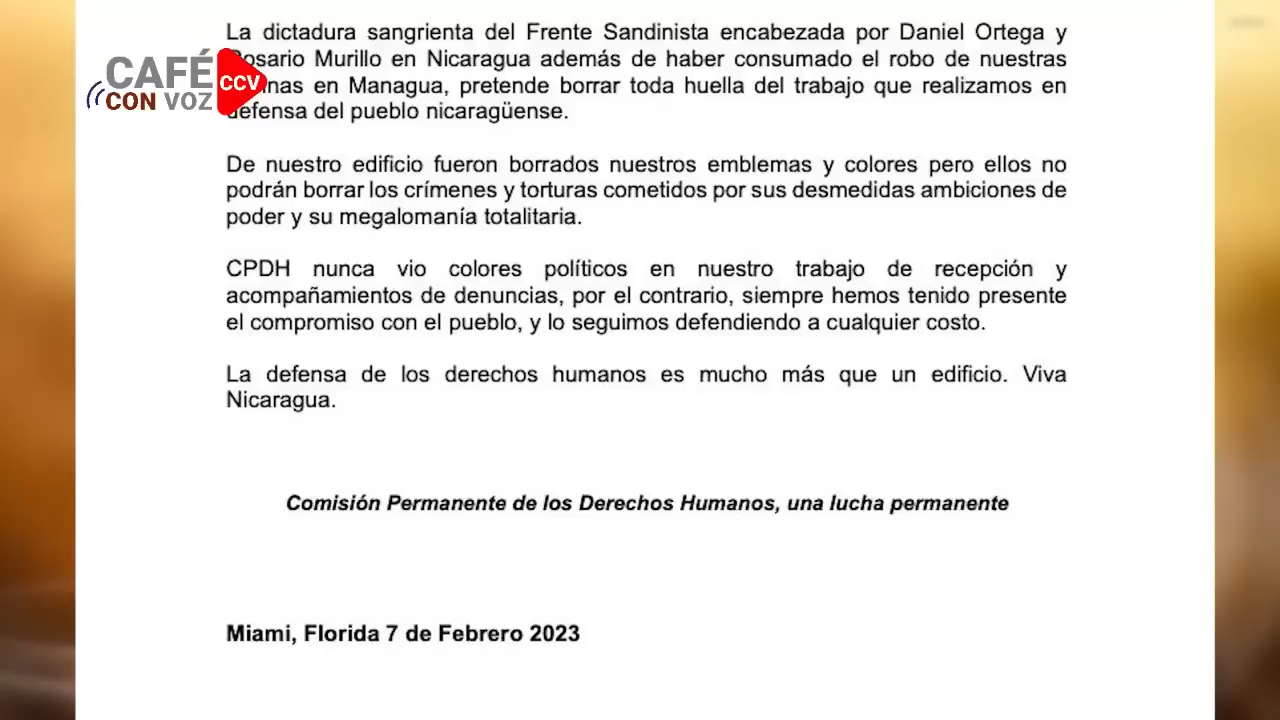 La dictadura sangrienta del Frente Sandinista encabezada por Daniel Ortega y
osario Murillo en Nicaragua además de haber consumado el robo de nuestras
nas en Managua, pretende borrar toda huella del trabajo que realizamos en
defensa del pueblo nicaragüense.
CAFÉ
CON VOZ
CCV
De nuestro edificio fueron borrados nuestros emblemas y colores pero ellos no
podrán borrar los crímenes y torturas cometidos por sus desmedidas ambiciones de
poder y su megalomanía totalitaria.
CPDH nunca vio colores políticos en nuestro trabajo de recepción y
acompañamientos de denuncias, por el contrario, siempre hemos tenido presente
el compromiso con el pueblo, y lo seguimos defendiendo a cualquier costo.
La defensa de los derechos humanos es mucho más que un edificio. Viva
Nicaragua.
Comisión Permanente de los Derechos Humanos, una lucha permanente
Miami, Florida 7 de Febrero 2023